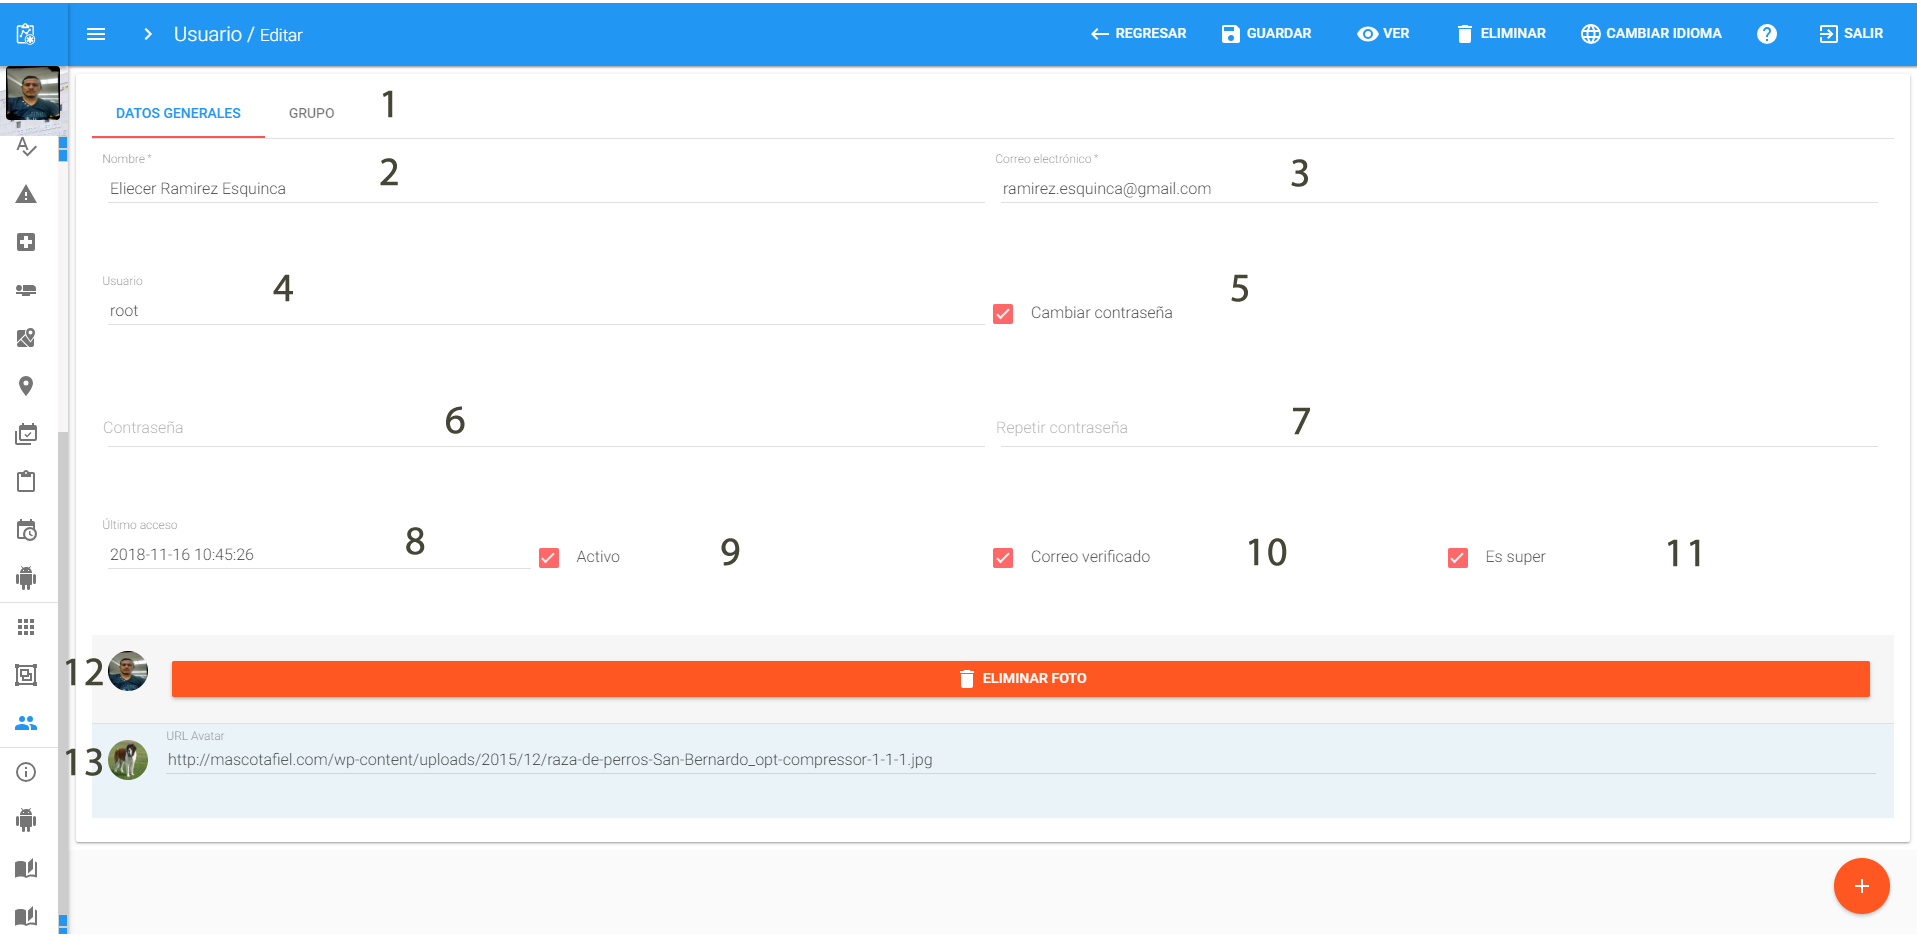 Usuario / Editar
REGRESAR
GUARDAR
VER
ELIMINAR
CAMBIAR IDIOMA
SALIR
DATOS GENERALES
GRUPO
1
Nombre *
2
Eliecer Ramirez Esquinca
Correo electrónico *
3
ramirez.esquinca@gmail.com
Usuario
4
root
5
Cambiar contraseña
Contraseña
6
Repetir contraseña
7
Último acceso
8
2018-11-16 10:45:26
Activo
9
Correo verificado
10
Es super
11
12
ELIMINAR FOTO
13
URL Avatar
http://mascotafiel.com/wp-content/uploads/2015/12/raza-de-perros-San-Bernardo_opt-compressor-1-1-1.jpg